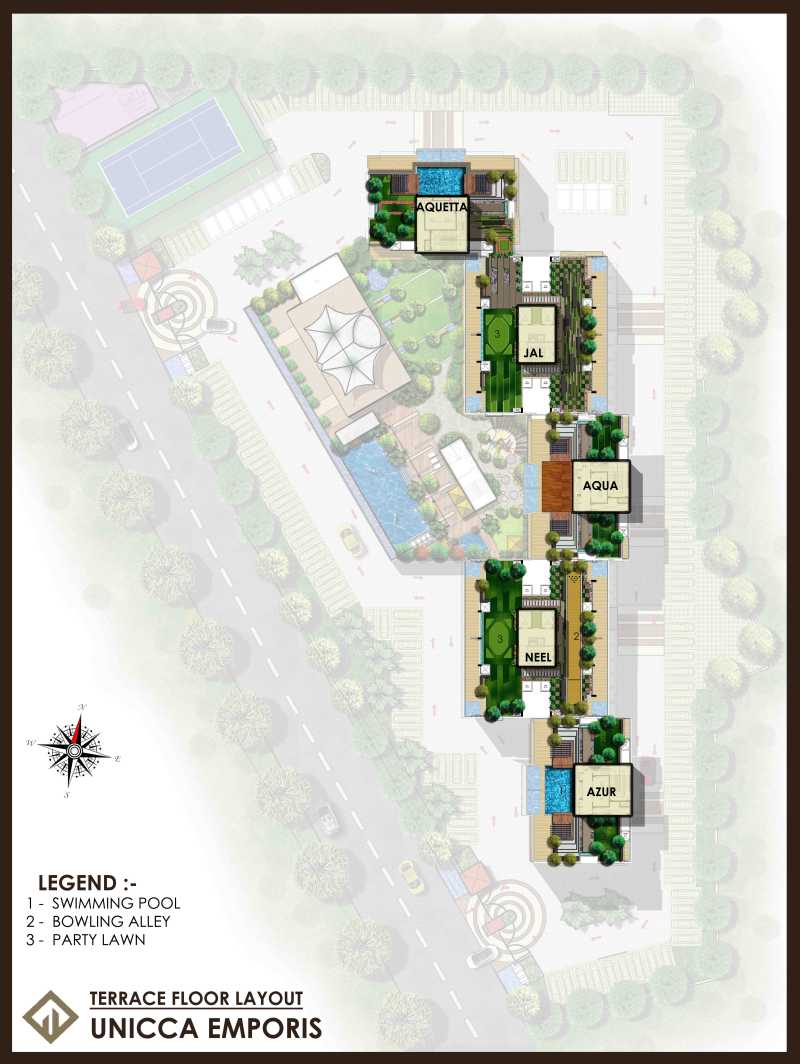 AQUETTA
3
JAL
AQUA
3
2
NEEL
AZUR
N
W
E
S
LEGEND :-
1 - SWIMMING POOL
2 - BOWLING ALLEY
3 - PARTY LAWN
TERRACE FLOOR LAYOUT
UNICCA EMPORIS